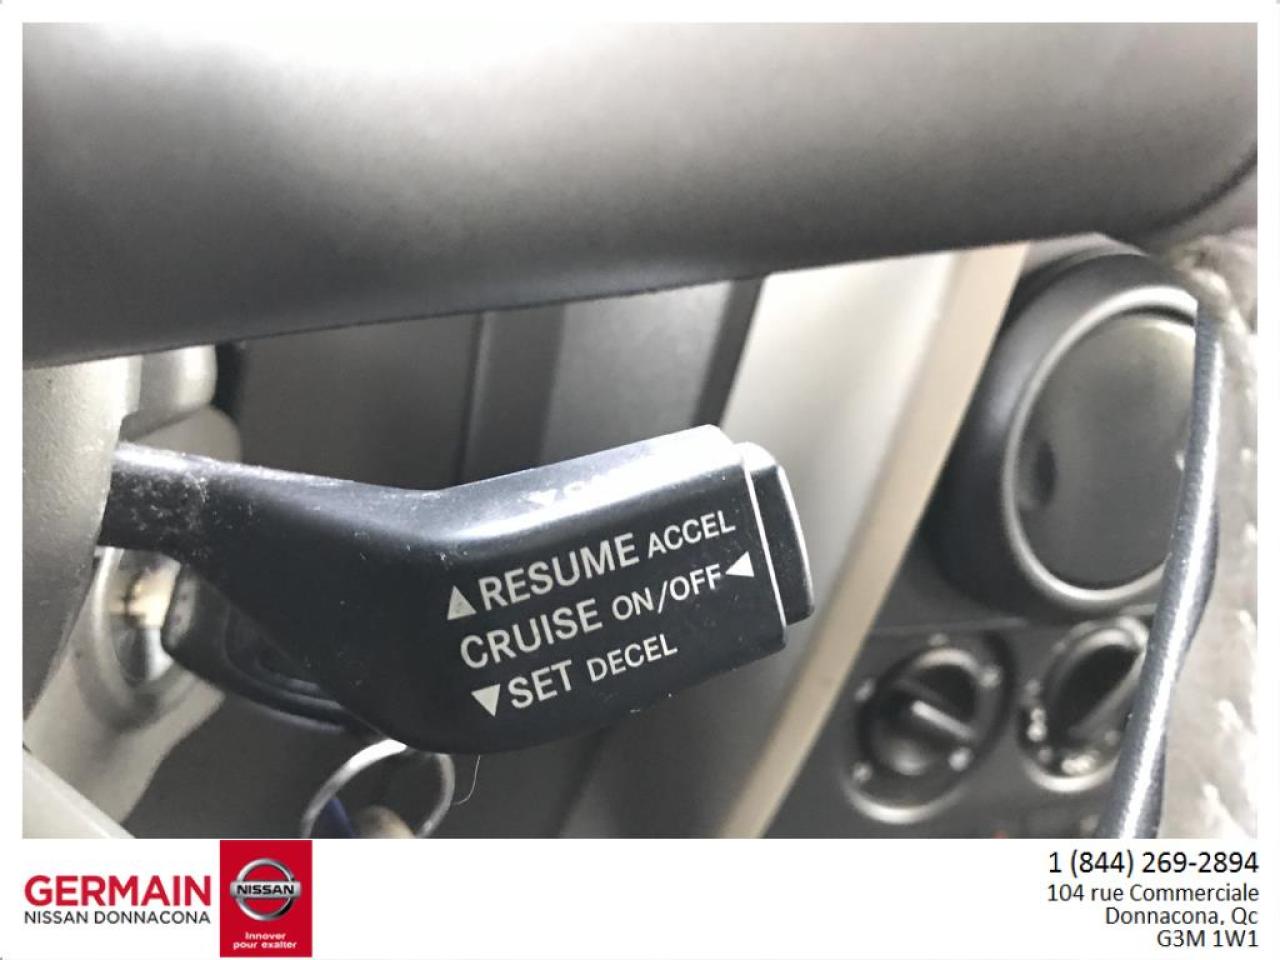 ▲RESUME ACCEL
CRUISE ON/OFF◀
▼SET DECEL
GERMAIN
NISSAN DONNACONA
NISSAN
Innover
pour exalter
1 (844) 269-2894
104 rue Commerciale
Donnacona, Qc
G3M 1W1